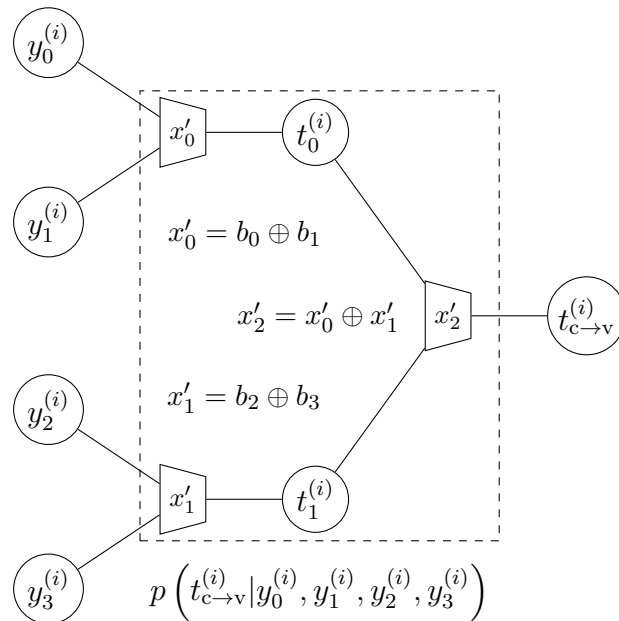 y_0^{(i)}
x'_0
t_0^{(i)}
y_1^{(i)}
x'_0 = b_0 ⊕ b_1
x'_2 = x'_0 ⊕ x'_1
x'_2
t_{c→v}^{(i)}
x'_1 = b_2 ⊕ b_3
y_2^{(i)}
x'_1
t_1^{(i)}
y_3^{(i)}
p ( t_{c→v}^{(i)} | y_0^{(i)}, y_1^{(i)}, y_2^{(i)}, y_3^{(i)} )